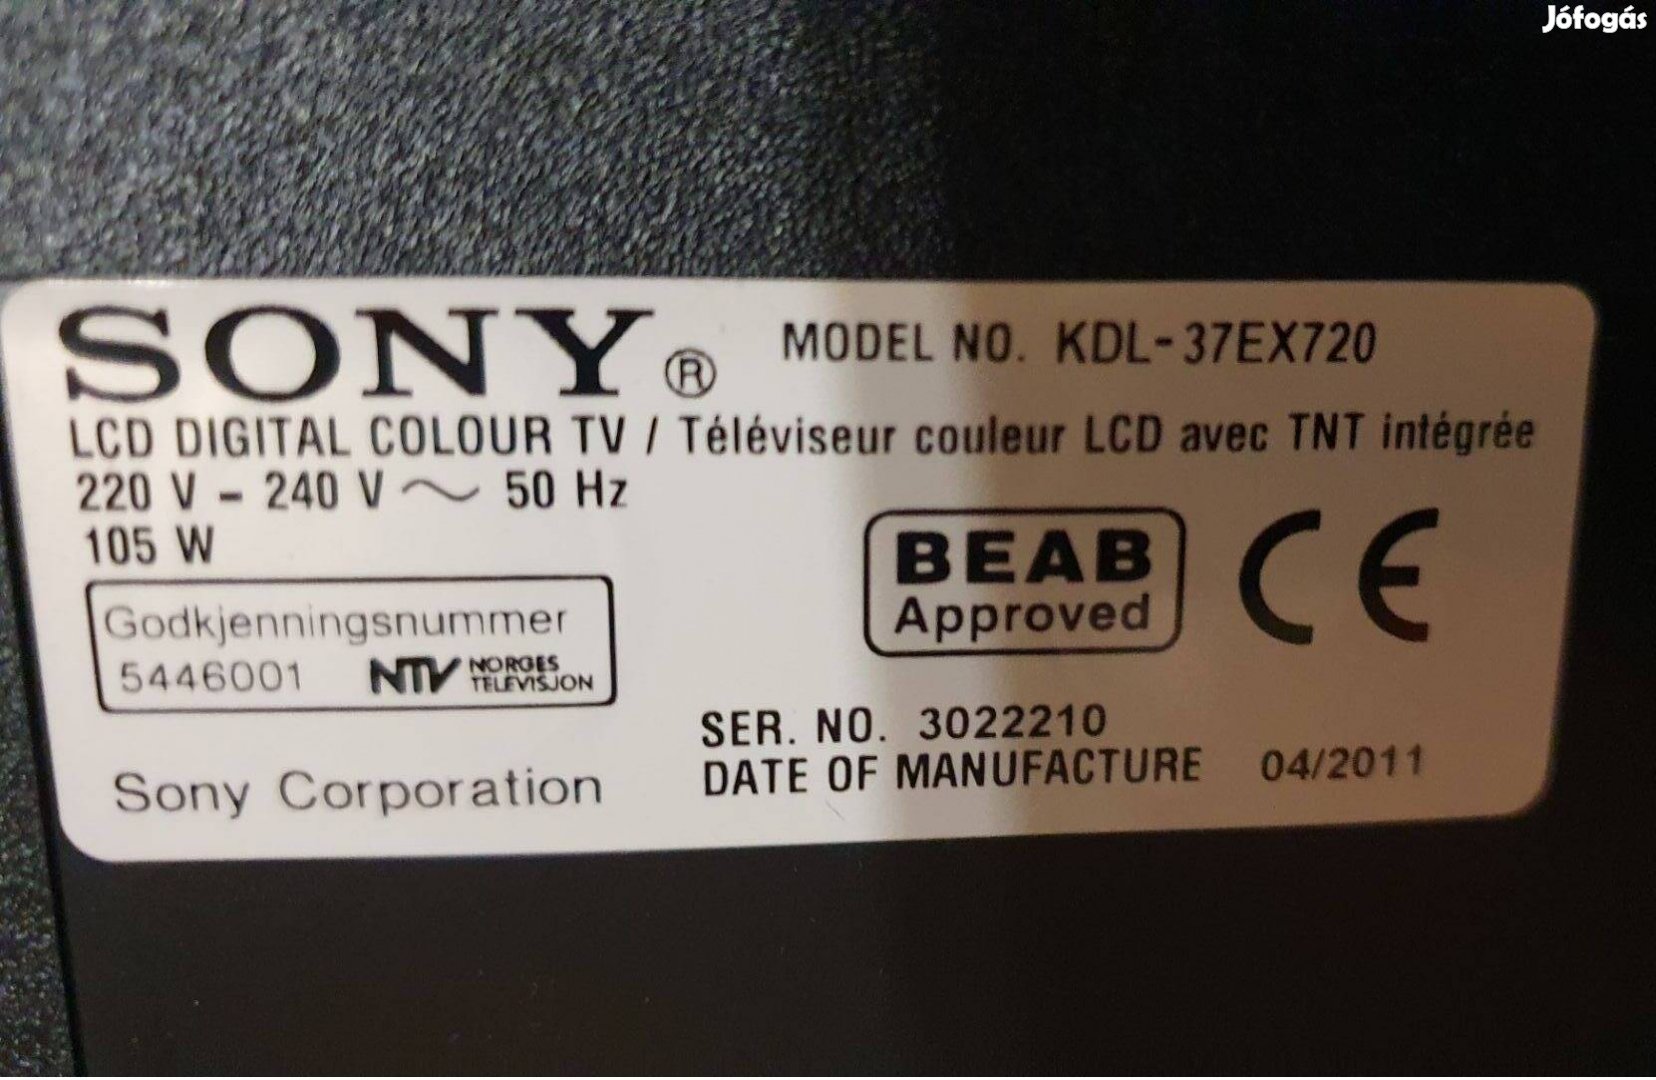 Jófogás
SONY ® MODEL NO. KDL-37EX720
LCD DIGITAL COLOUR TV / Téléviseur couleur LCD avec TNT intégrée
220 V - 240 V ~ 50 Hz
105 W
BEAB
Approved
CE
Godkjenningsnummer
5446001 NTV NORGES
TELEVISJON
SER. NO. 3022210
DATE OF MANUFACTURE 04/2011
Sony Corporation